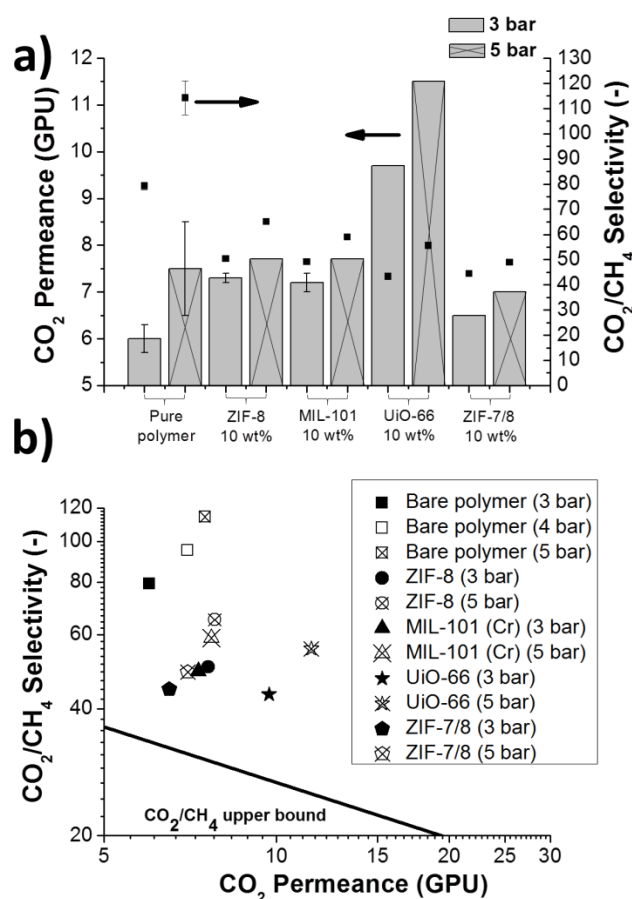 3 bar
5 bar
a)
12
11
10
9
8
7
6
5
CO2 Permeance (GPU)
130
120
110
100
90
80
70
60
50
40
30
20
10
0
CO2/CH4 Selectivity (-)
Pure polymer
ZIF-8 10 wt%
MIL-101 10 wt%
UiO-66 10 wt%
ZIF-7/8 10 wt%
b)
120
100
80
60
40
20
CO2/CH4 Selectivity (-)
Bare polymer (3 bar)
Bare polymer (4 bar)
Bare polymer (5 bar)
ZIF-8 (3 bar)
ZIF-8 (5 bar)
MIL-101 (Cr) (3 bar)
MIL-101 (Cr) (5 bar)
UiO-66 (3 bar)
UiO-66 (5 bar)
ZIF-7/8 (3 bar)
ZIF-7/8 (5 bar)
CO2/CH4 upper bound
5 10 15 20 25 30
CO2 Permeance (GPU)